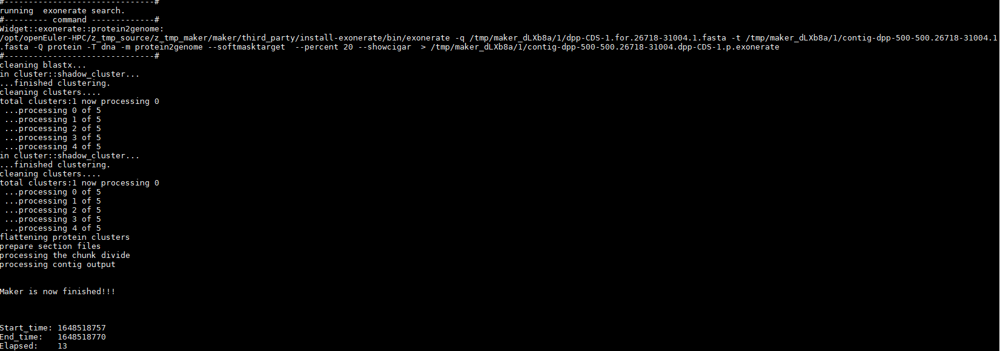 #-------------------------------#
running  exonerate search.
#--------- command -------------#
Widget::exonerate::protein2genome:
/opt/openEuler-HPC/z_tmp_source/z_tmp_maker/maker/third_party/install-exonerate/bin/exonerate -q /tmp/maker_dLXb8a/1/dpp-CDS-1.for.26718-31004.1.fasta -t /tmp/maker_dLXb8a/1/contig-dpp-500-500.26718-31004.1
.fasta -Q protein -T dna -m protein2genome --softmasktarget  --percent 20 --showcigar  > /tmp/maker_dLXb8a/1/contig-dpp-500-500.26718-31004.dpp-CDS-1.p.exonerate
#-------------------------------#
cleaning blastx...
in cluster::shadow_cluster...
...finished clustering.
cleaning clusters....
total clusters:1 now processing 0
 ...processing 0 of 5
 ...processing 1 of 5
 ...processing 2 of 5
 ...processing 3 of 5
 ...processing 4 of 5
in cluster::shadow_cluster...
...finished clustering.
cleaning clusters....
total clusters:1 now processing 0
 ...processing 0 of 5
 ...processing 1 of 5
 ...processing 2 of 5
 ...processing 3 of 5
 ...processing 4 of 5
flattening protein clusters
prepare section files
processing the chunk divide
processing contig output
Maker is now finished!!!
Start_time: 1648518757
End_time:   1648518770
Elapsed:    13